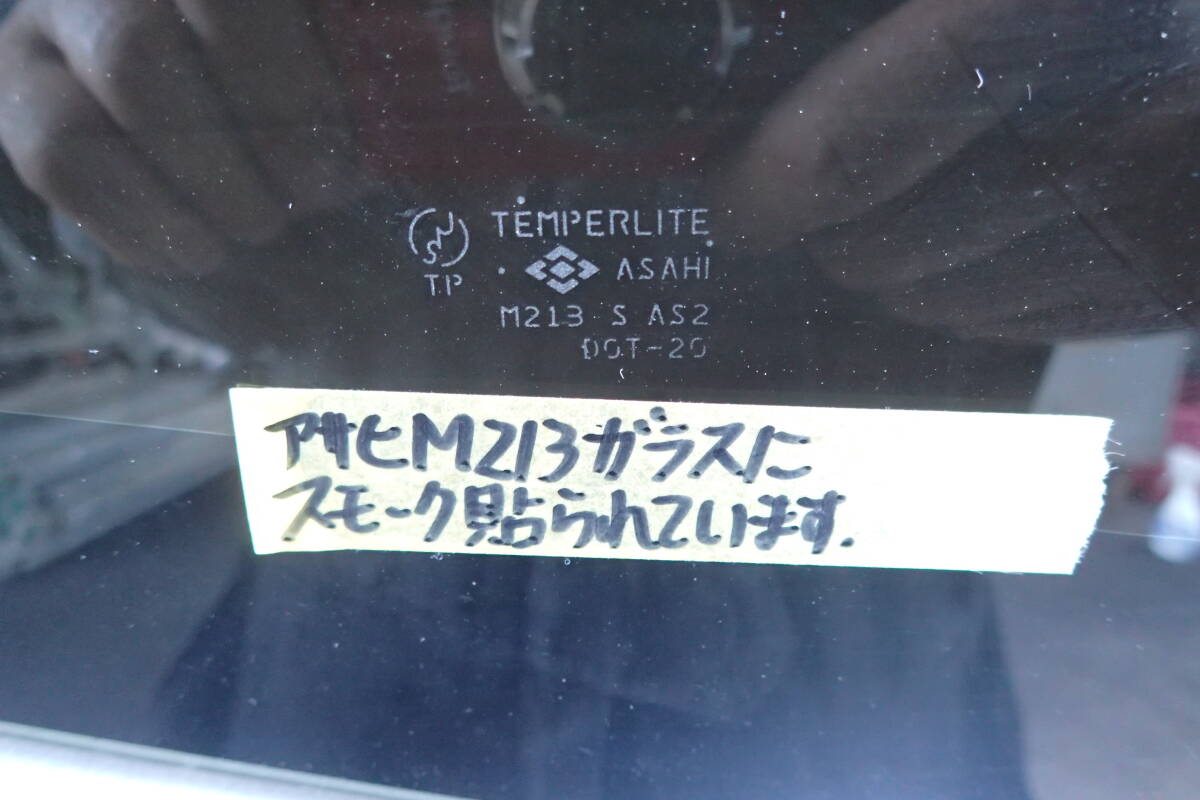 TEMPERLITE
T.P
ASAHI
M213 S AS2
DOT-20
アサヒM213ガラスに
スモーク貼られています.